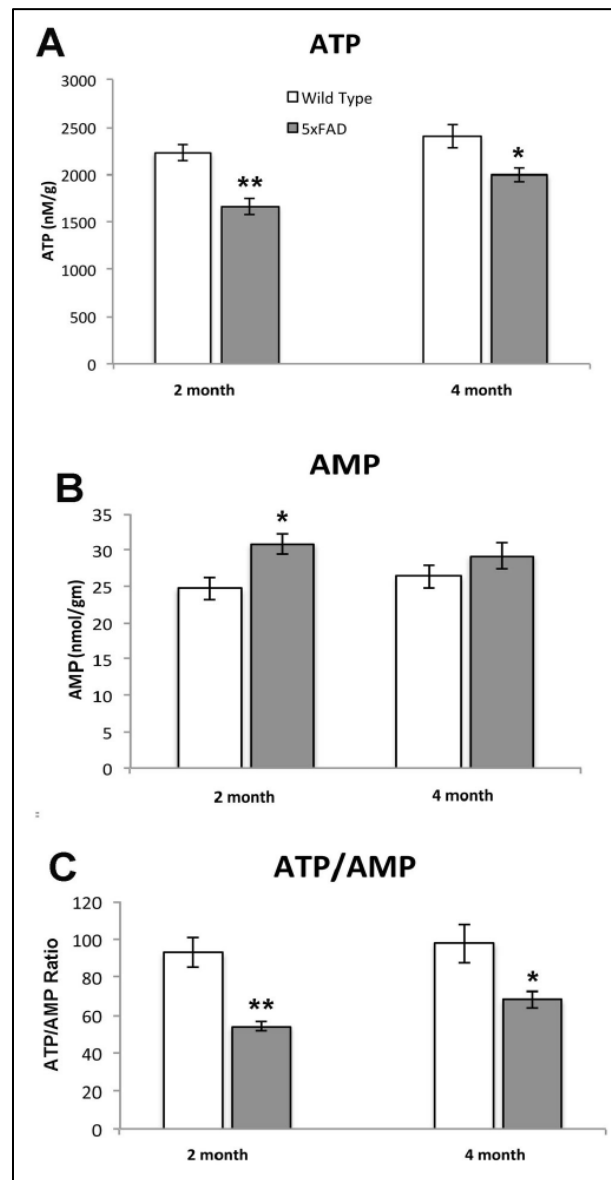 A
ATP
3000
2500
2000
1500
1000
500
0
ATP (nM/g)
Wild Type
5xFAD
**
*
2 month
4 month
B
AMP
35
30
25
20
15
10
5
0
AMP (nmol/gm)
*
2 month
4 month
C
ATP/AMP
120
100
80
60
40
20
0
ATP/AMP Ratio
**
*
2 month
4 month